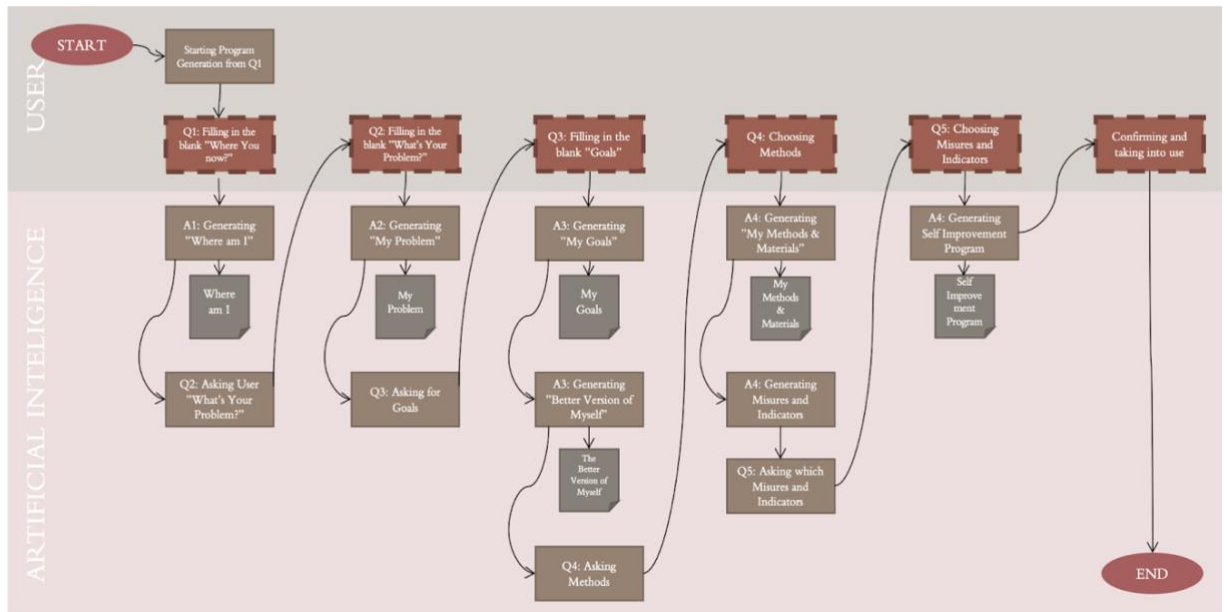 USER
START
Starting Program
Generation from Q1
Q1: Filling in the
blank "Where You
now?"
Q2: Filling in the
blank "What's Your
Problem?"
Q3: Filling in the
blank "Goals"
Q4: Choosing
Methods
Q5: Choosing
Misures and
Indicators
Confirming and
taking into use
ARTIFICIAL INTELIGENCE
A1: Generating
"Where am I"
A2: Generating
"My Problem"
A3: Generating
"My Goals"
A4: Generating
"My Methods &
Materials"
A4: Generating
Self Improvement
Program
Where
am I
My
Problem
My
Goals
My
Methods
&
Materials
Self
Improve
ment
Program
Q2: Asking User
"What's Your
Problem?"
Q3: Asking for
Goals
A3: Generating
"Better Version of
Myself"
A4: Generating
Misures and
Indicators
The
Better
Version of
Myself
Q5: Asking which
Misures and
Indicators
Q4: Asking
Methods
END